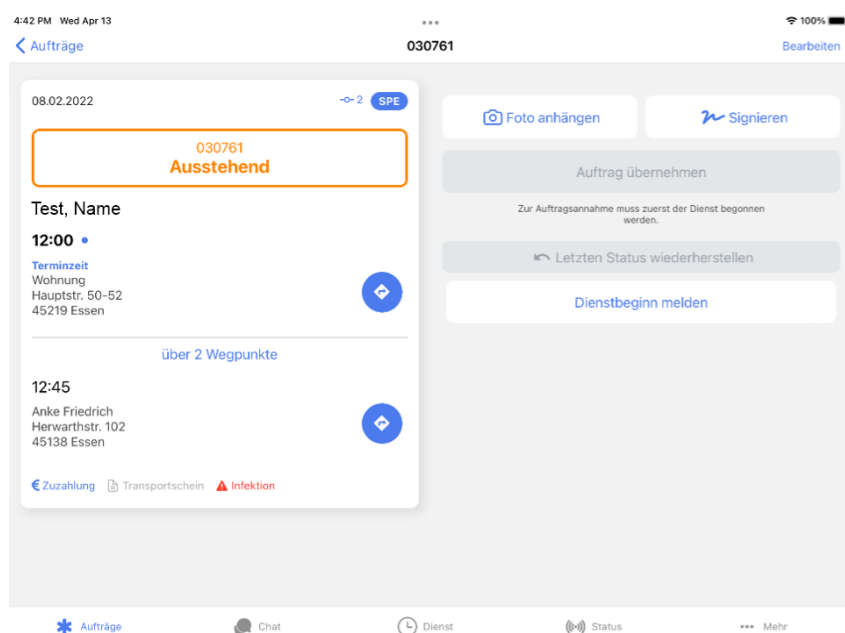 4:42 PM Wed Apr 13
100%
Aufträge
030761
Bearbeiten
08.02.2022
2
SPE
030761
Ausstehend
Test, Name
12:00
Terminzeit
Wohnung
Hauptstr. 50-52
45219 Essen
über 2 Wegpunkte
12:45
Anke Friedrich
Herwarthstr. 102
45138 Essen
€ Zuzahlung
Transportschein
Infektion
Foto anhängen
Signieren
Auftrag übernehmen
Zur Auftragsannahme muss zuerst der Dienst begonnen
werden.
Letzten Status wiederherstellen
Dienstbeginn melden
Aufträge
Chat
Dienst
Status
Mehr